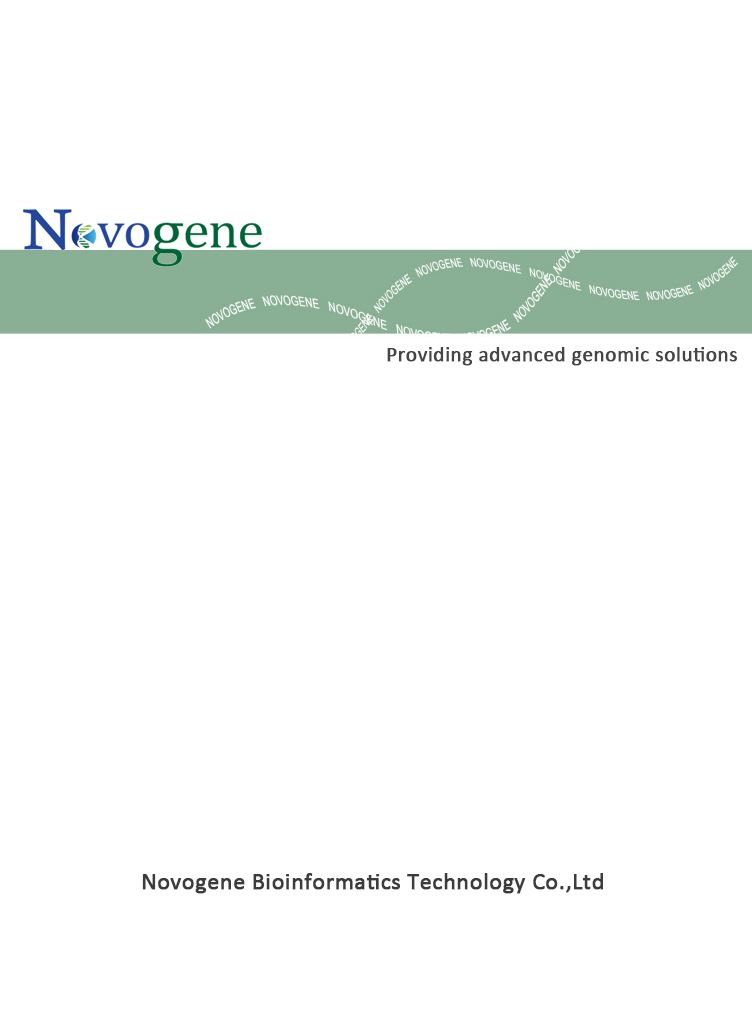 Novogene
NOVOGENE NOVOGENE NOVOGENE NOVOGENE NOVOGENE NOVOGENE NOVOGENE
NOVOGENE NOVOGENE NOVOGENE NOVOGENE NOVOGENE NOVOGENE
Providing advanced genomic solutions
Novogene Bioinformatics Technology Co.,Ltd